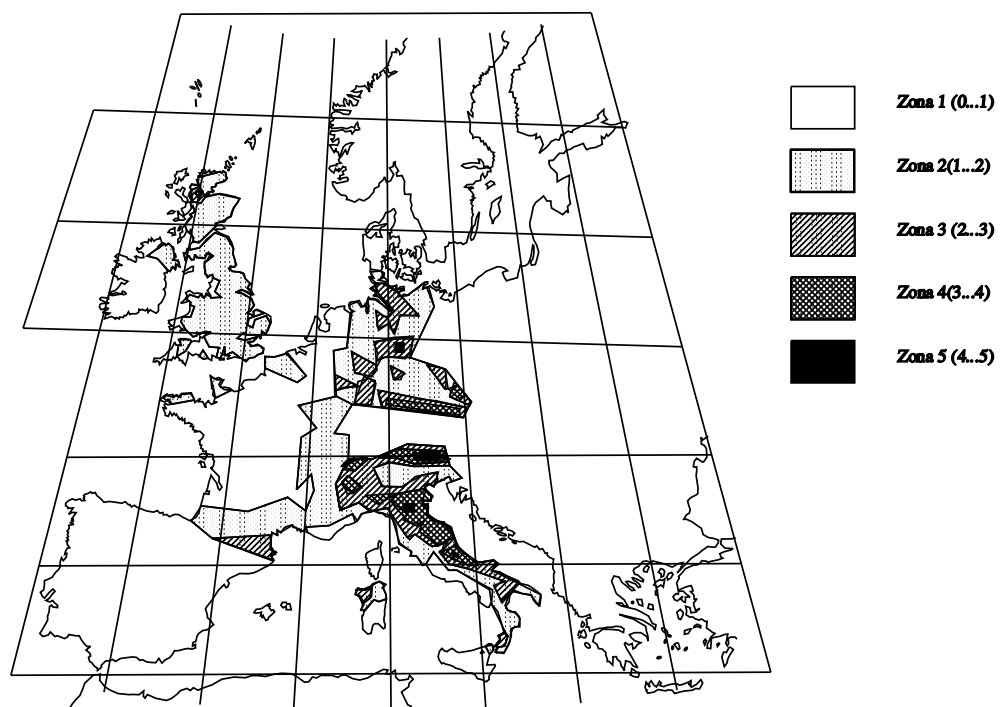 Zona 1 (0...1)
Zona 2(1...2)
Zona 3 (2...3)
Zona 4(3...4)
Zona 5 (4...5)